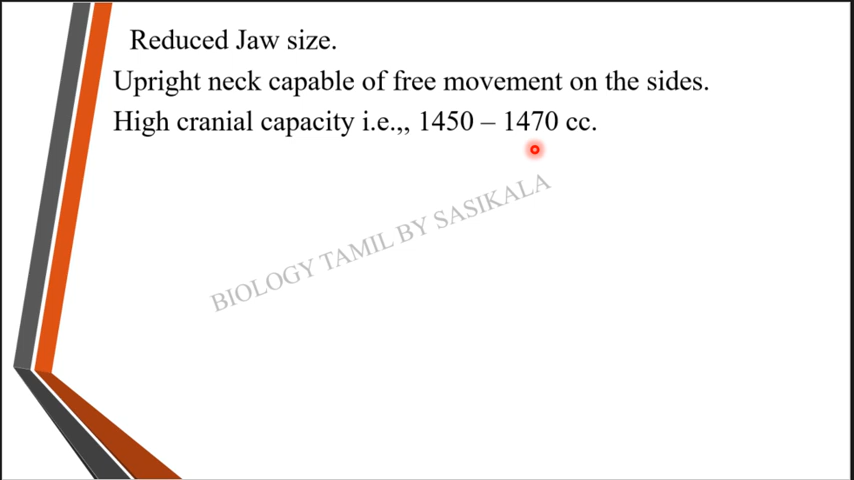 Reduced Jaw size.
Upright neck capable of free movement on the sides.
High cranial capacity i.e.,, 1450 – 1470 cc.
BIOLOGY TAMIL BY SASIKALA